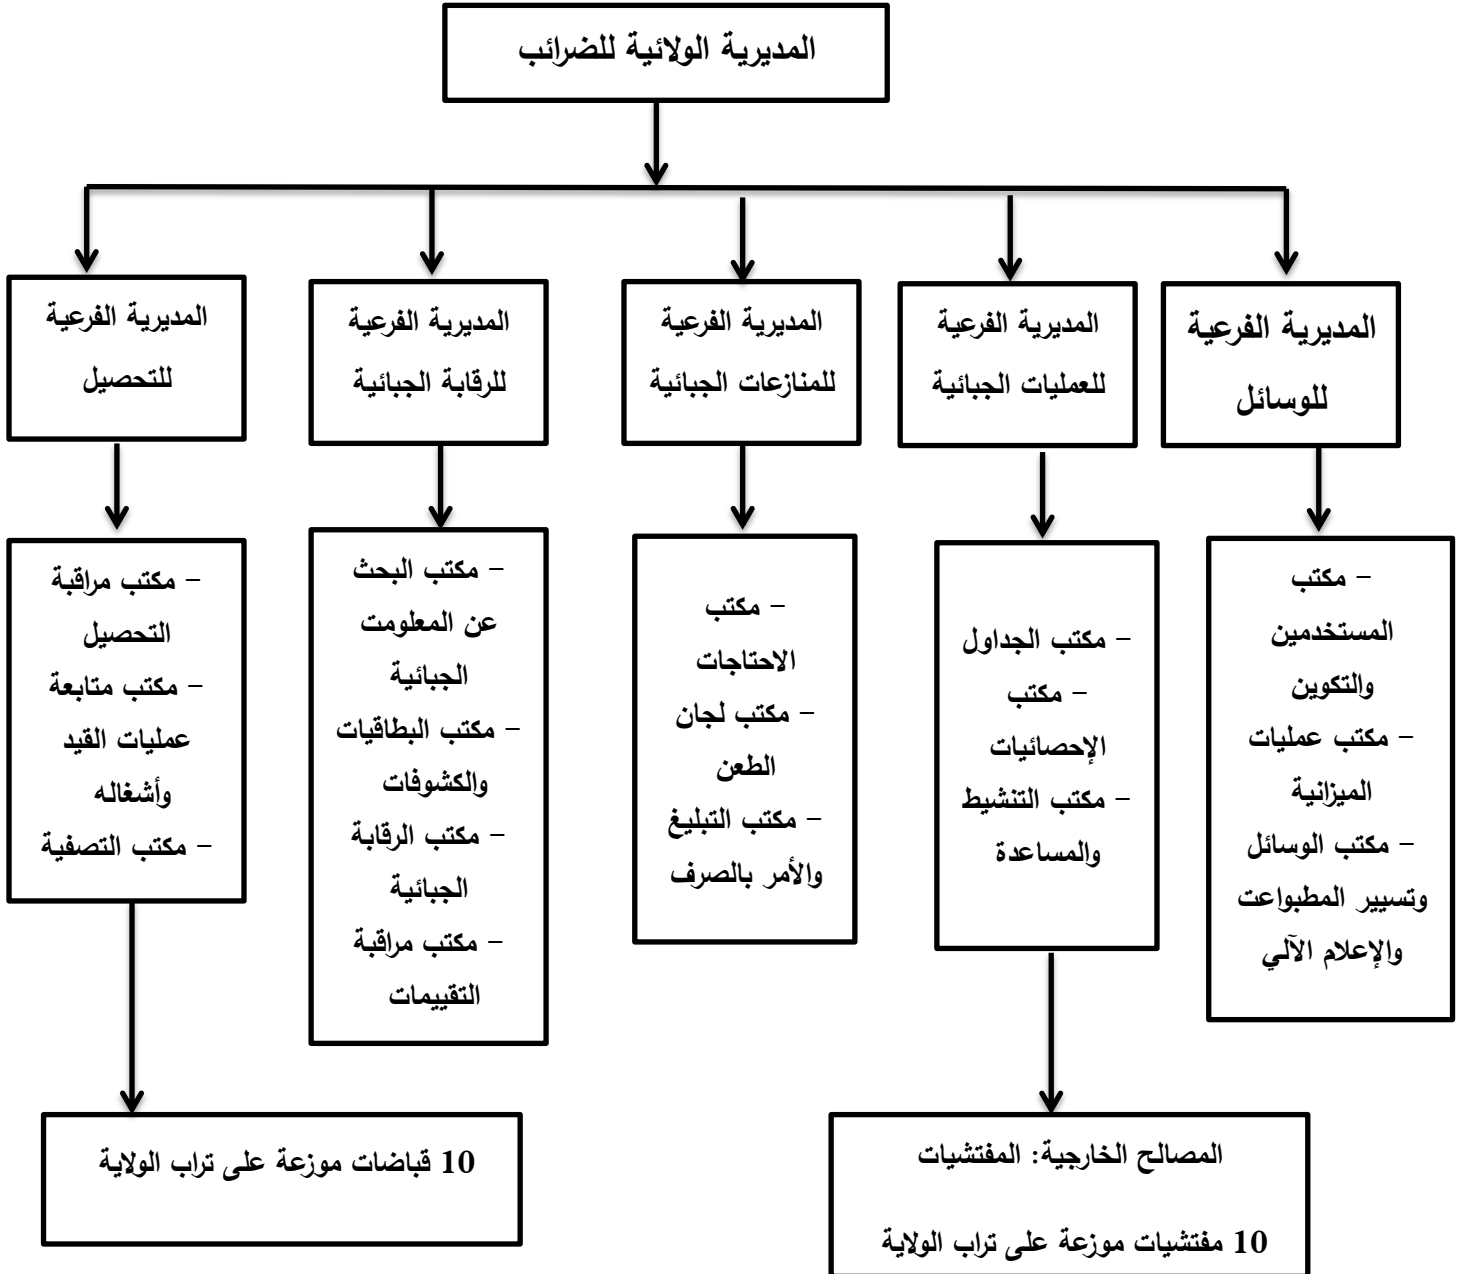 المديرية الولائية للضرائب
المديرية الفرعية
للوسائل
المديرية الفرعية
للعمليات الجبائية
المديرية الفرعية
للمنازعات الجبائية
المديرية الفرعية
للرقابة الجبائية
المديرية الفرعية
للتحصيل
- مكتب
المستخدمين
والتكوين
- مكتب عمليات
الميزانية
- مكتب الوسائل
وتسيير المطبواعت
والإعلام الآلي
- مكتب الجداول
- مكتب
الإحصائيات
- مكتب التنشيط
والمساعدة
- مكتب
الاحتاجات
- مكتب لجان
الطعن
- مكتب التبليغ
والأمر بالصرف
- مكتب البحث
عن المعلومت
الجبائية
- مكتب البطاقيات
والكشوفات
- مكتب الرقابة
الجبائية
- مكتب مراقبة
التقييمات
- مكتب مراقبة
التحصيل
- مكتب متابعة
عمليات القيد
وأشغاله
- مكتب التصفية
المصالح الخارجية: المفتشيات
10 مفتشيات موزعة على تراب الولاية
10 قباضات موزعة على تراب الولاية